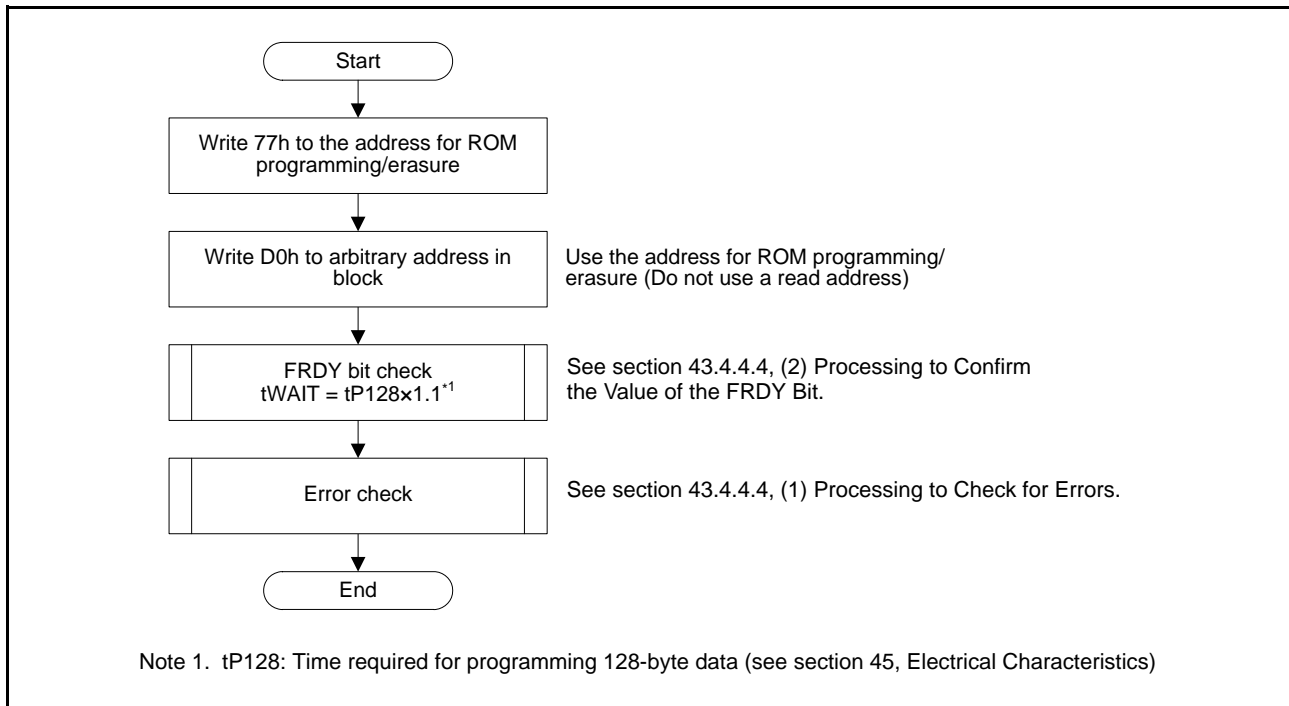 Start
Write 77h to the address for ROM
programming/erasure
Write D0h to arbitrary address in
block
Use the address for ROM programming/
erasure (Do not use a read address)
FRDY bit check
tWAIT = tP128×1.1*1
See section 43.4.4.4, (2) Processing to Confirm
the Value of the FRDY Bit.
Error check
See section 43.4.4.4, (1) Processing to Check for Errors.
End
Note 1. tP128: Time required for programming 128-byte data (see section 45, Electrical Characteristics)